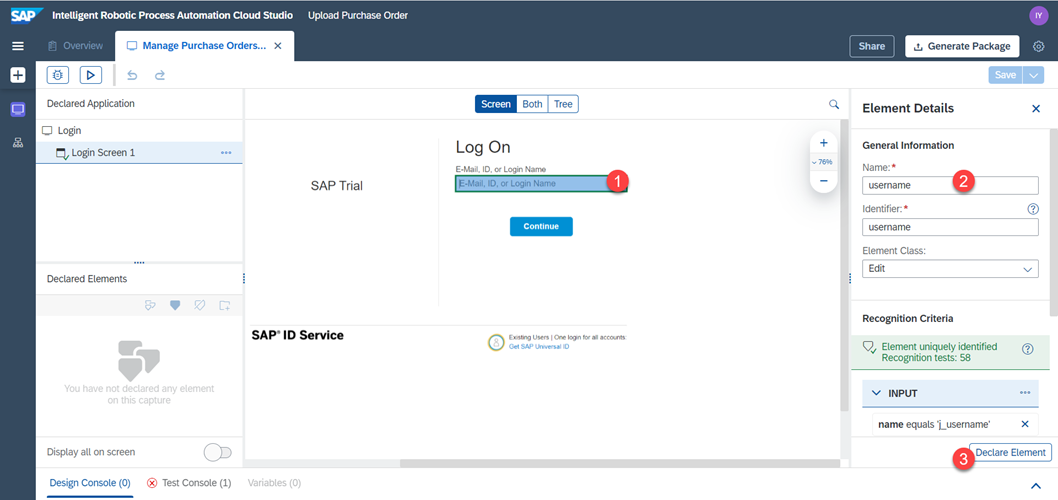 SAP Intelligent Robotic Process Automation Cloud Studio Upload Purchase Order IY
Overview Manage Purchase Orders... Share Generate Package
Save
Declared Application
Login
Login Screen 1
Declared Elements
You have not declared any element
on this capture
Display all on screen
Screen Both Tree
76%
SAP Trial
Log On
E-Mail, ID, or Login Name
E-Mail, ID, or Login Name
1
Continue
SAP® ID Service
Existing Users | One login for all accounts:
Get SAP Universal ID
Element Details
General Information
Name:*
username
2
Identifier:*
username
Element Class:
Edit
Recognition Criteria
Element uniquely identified
Recognition tests: 58
INPUT
name equals 'j_username'
3
Declare Element
Design Console (0) Test Console (1) Variables (0)